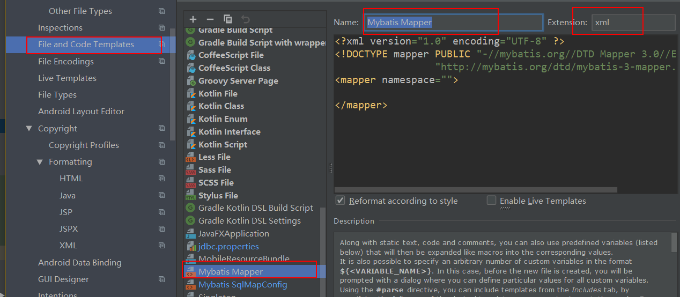 Other File Types
Inspections
File and Code Templates
File Encodings
Live Templates
File Types
Android Layout Editor
Copyright
Copyright Profiles
Formatting
HTML
Java
JSP
JSPX
XML
Android Data Binding
GUI Designer
Intentions
Gradle Build Script
Gradle Build Script with wrapper
CoffeeScript File
CoffeeScript Class
Groovy Server Page
Kotlin File
Kotlin Class
Kotlin Enum
Kotlin Interface
Kotlin Script
Less File
Sass File
SCSS File
Stylus File
Gradle Kotlin DSL Build Script
Gradle Kotlin DSL Settings
JavaFXApplication
jdbc.properties
MobileResourceBundle
Mybatis Mapper
Mybatis SqlMapConfig
Singleton
Name: Mybatis Mapper Extension: xml
<?xml version="1.0" encoding="UTF-8" ?>
<!DOCTYPE mapper PUBLIC "-//mybatis.org//DTD Mapper 3.0//E
"http://mybatis.org/dtd/mybatis-3-mapper.
<mapper namespace="">
</mapper>
Reformat according to style Enable Live Templates
Description
Along with static text, code and comments, you can also use predefined variables (listed
below) that will then be expanded like macros into the corresponding values.
It is also possible to specify an arbitrary number of custom variables in the format
${<VARIABLE_NAME>}. In this case, before the new file is created, you will be
prompted with a dialog where you can define particular values for all custom variables.
Using the #parse directive, you can include templates from the Includes tab, by